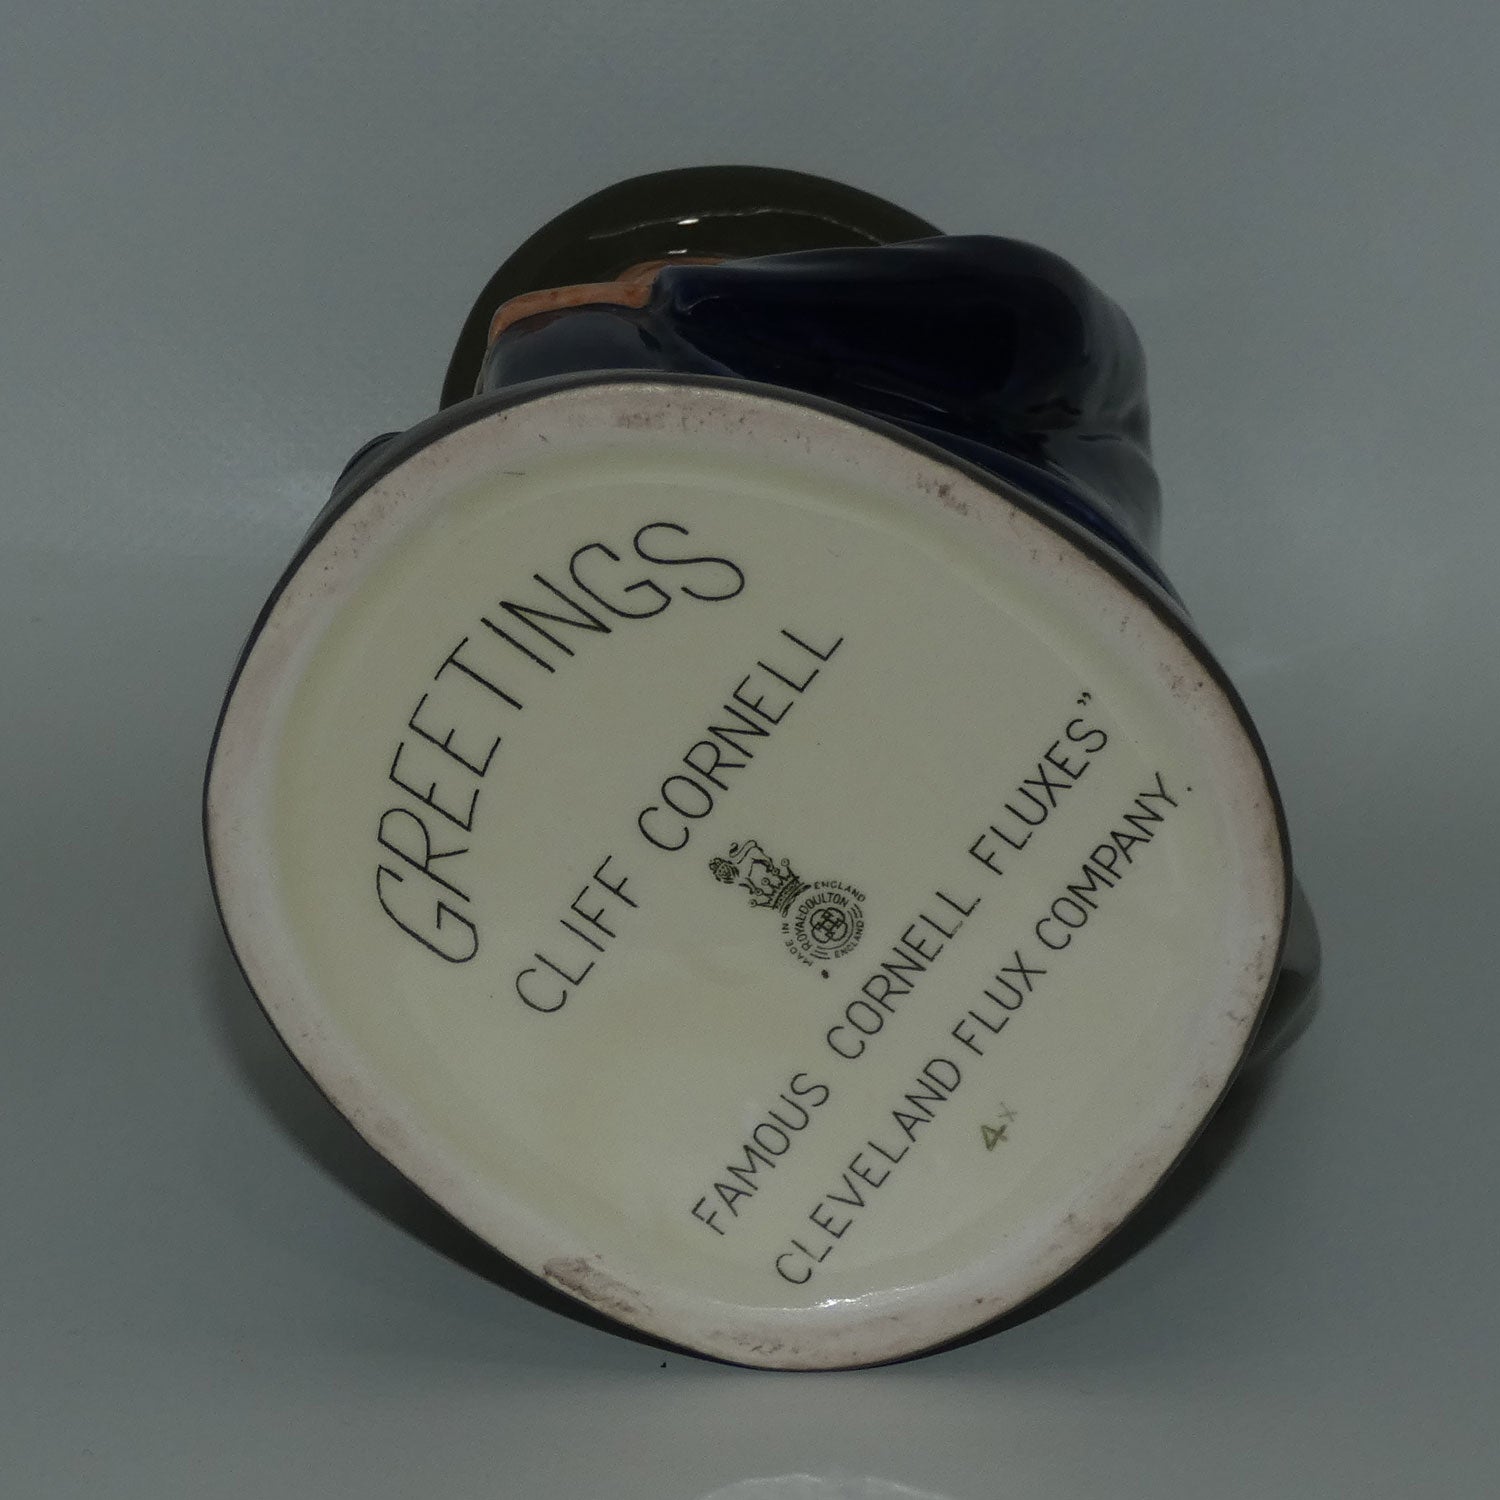 GREETINGS
CLIFF CORNELL
MADE IN ENGLAND
ROYAL DOULTON
ENGLAND
FAMOUS CORNELL FLUXES”
CLEVELAND FLUX COMPANY.
4x